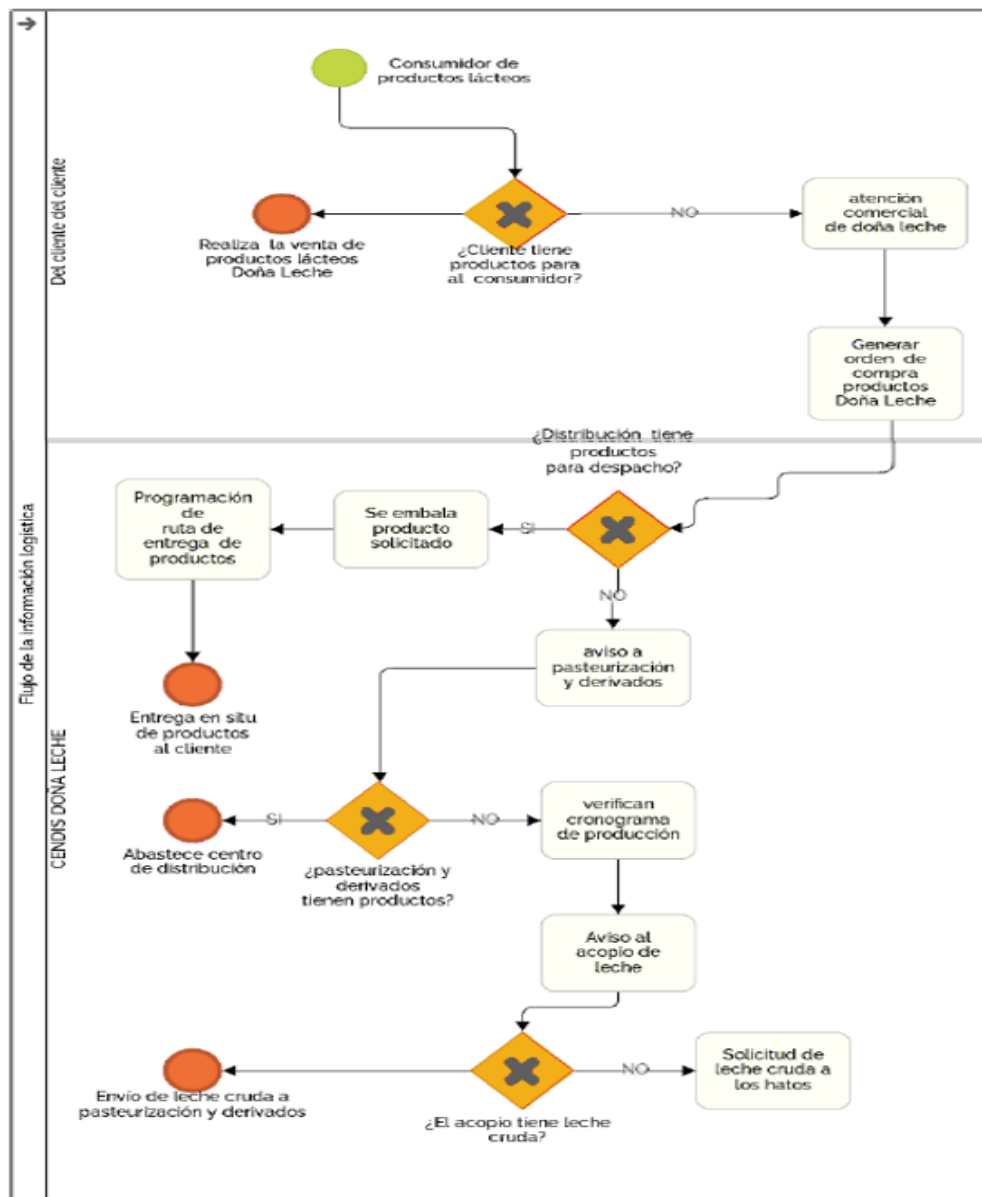 Flujo de la información logística
Del cliente del cliente
Consumidor de
productos lácteos
Realiza la venta de
productos lácteos
Doña Leche
¿Cliente tiene
productos para
al consumidor?
NO
atención
comercial
de doña leche
Generar
orden de
compra
productos
Doña Leche
CENDIS DOÑA LECHE
¿Distribución tiene
productos
para despacho?
Programación
de
ruta de
entrega de
productos
Se embala
producto
solicitado
SI
NO
aviso a
pasteurización
y derivados
Entrega en situ
de productos
al cliente
Abastece centro
de distribución
SI
¿pasteurización y
derivados
tienen productos?
NO
verifican
cronograma
de producción
Aviso al
acopio de
leche
Envío de leche cruda a
pasteurización y derivados
¿El acopio tiene leche
cruda?
NO
Solicitud de
leche cruda a
los hatos